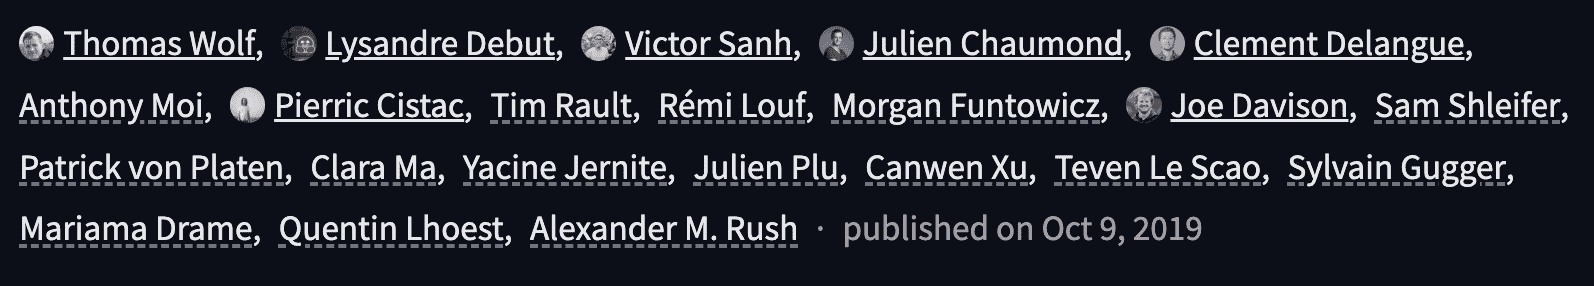 Thomas Wolf, Lysandre Debut, Victor Sanh, Julien Chaumond, Clement Delangue,
Anthony Moi, Pierric Cistac, Tim Rault, Rémi Louf, Morgan Funtowicz, Joe Davison, Sam Shleifer,
Patrick von Platen, Clara Ma, Yacine Jernite, Julien Plu, Canwen Xu, Teven Le Scao, Sylvain Gugger,
Mariama Drame, Quentin Lhoest, Alexander M. Rush · published on Oct 9, 2019